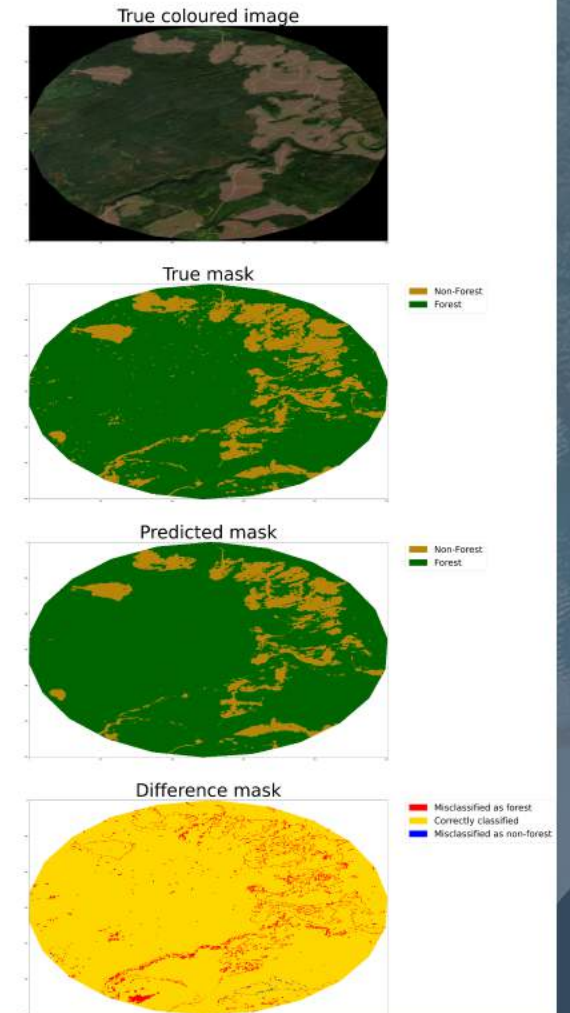 True coloured image
True mask
Non-Forest
Forest
Predicted mask
Non-Forest
Forest
Difference mask
Misclassified as forest
Correctly classified
Misclassified as non-forest